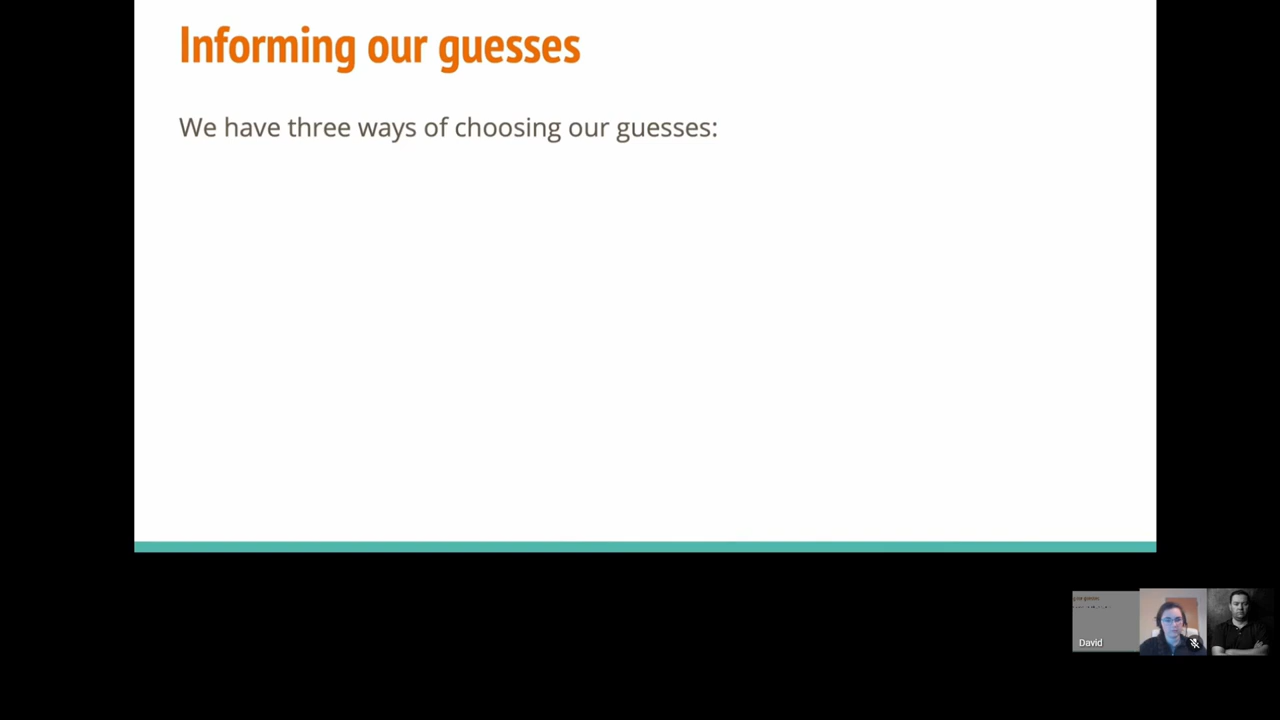 Informing our guesses
We have three ways of choosing our guesses:
David